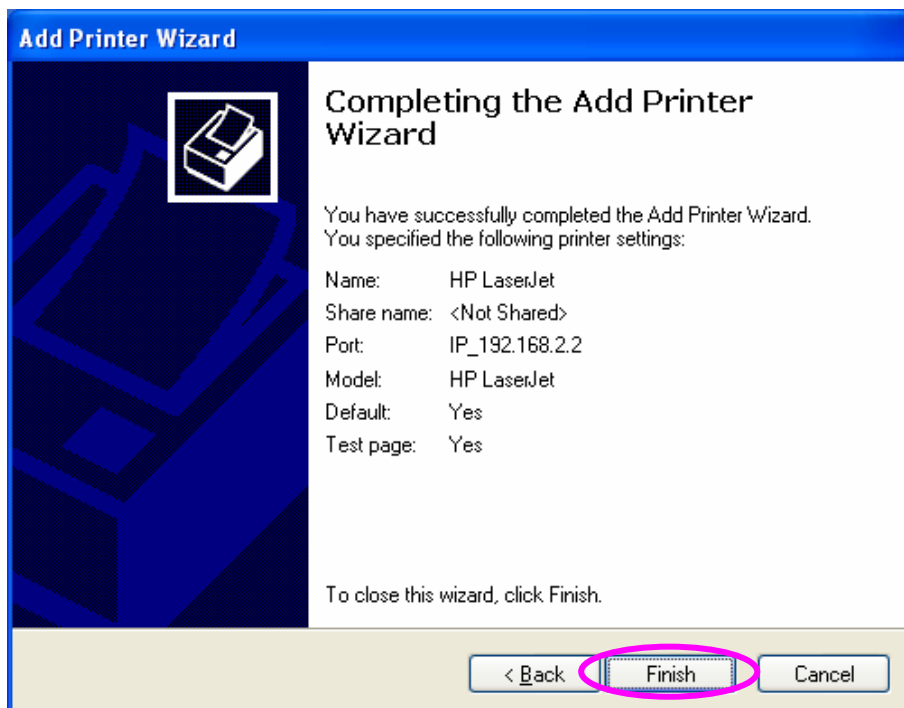 Add Printer Wizard
Completing the Add Printer
Wizard
You have successfully completed the Add Printer Wizard.
You specified the following printer settings:
Name: HP LaserJet
Share name: <Not Shared>
Port: IP_192.168.2.2
Model: HP LaserJet
Default: Yes
Test page: Yes
To close this wizard, click Finish.
< Back Finish Cancel